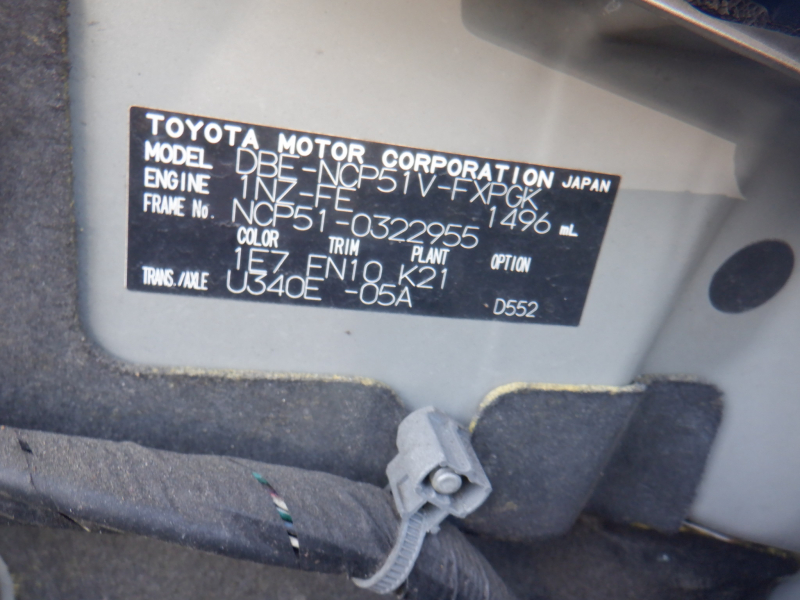 TOYOTA MOTOR CORPORATION JAPAN
MODEL DBE-NCP51V-FXPGK
ENGINE 1NZ-FE 1496 mL
FRAME No. NCP51-0322955
COLOR TRIM PLANT OPTION
1E7 FN10 K21
TRANS./AXLE U340E -05A D552